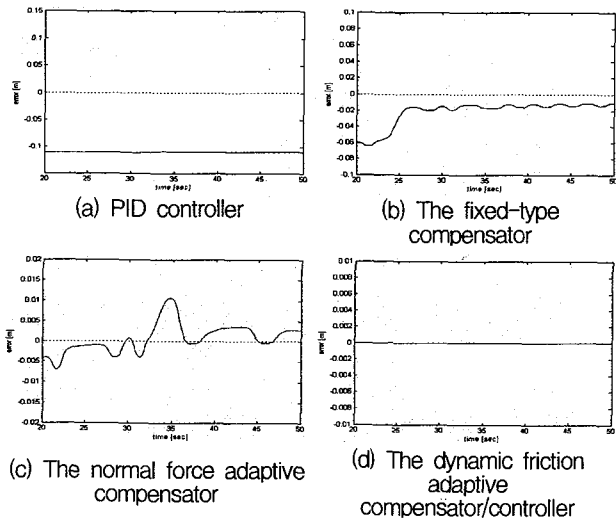 0.15
0.1
0.05
0
-0.05
-0.1
error [m]
20 25 30 35 40 45 50
time [sec]
(a) PID controller
0.1
0.08
0.06
0.04
0.02
0
-0.02
-0.04
-0.06
-0.08
-0.1
error [m]
20 25 30 35 40 45 50
time [sec]
(b) The fixed-type
compensator
0.02
0.015
0.01
0.005
0
-0.005
-0.01
-0.015
-0.02
error [m]
20 25 30 35 40 45 50
time [sec]
(c) The normal force adaptive
compensator
0.01
0.008
0.006
0.004
0.002
0
-0.002
-0.004
-0.006
-0.008
-0.01
error [m]
20 25 30 35 40 45 50
time [sec]
(d) The dynamic friction
adaptive
compensator/controller